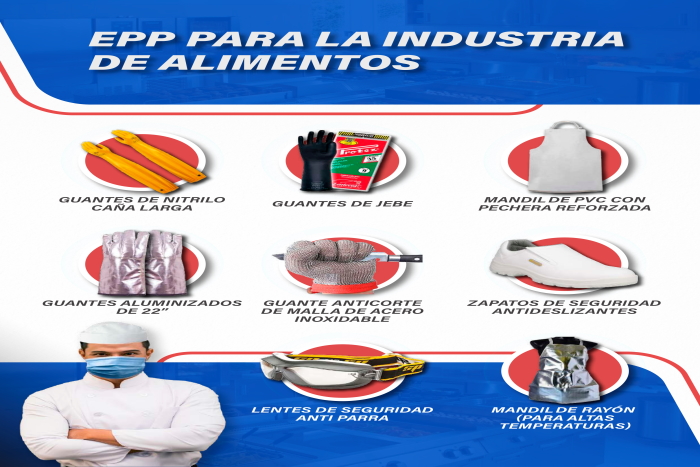 EPP PARA LA INDUSTRIA
DE ALIMENTOS
GUANTES DE NITRILO
CAÑA LARGA
Protex
GUANTES DE JEBE
MANDIL DE PVC CON
PECHERA REFORZADA
GUANTES ALUMINIZADOS
DE 22”
GUANTE ANTICORTE
DE MALLA DE ACERO
INOXIDABLE
ZAPATOS DE SEGURIDAD
ANTIDESLIZANTES
LENTES DE SEGURIDAD
ANTI PARRA
MANDIL DE RAYÓN
(PARA ALTAS
TEMPERATURAS)